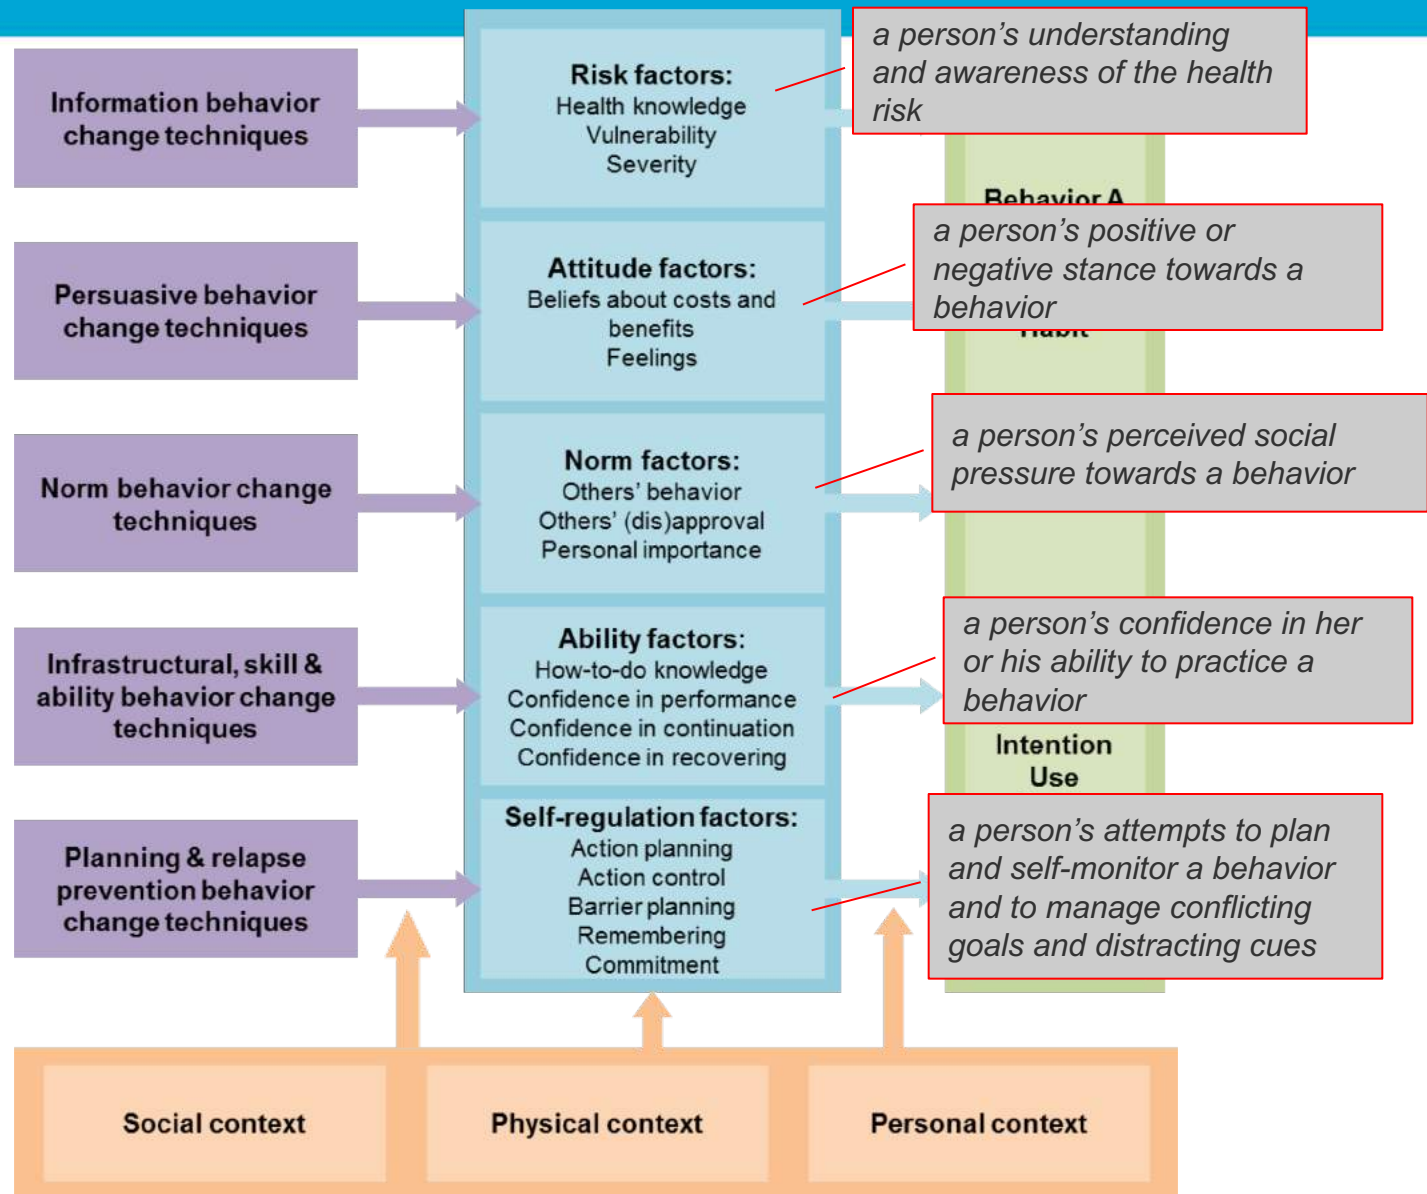 Information behavior
change techniques
Risk factors:
Health knowledge
Vulnerability
Severity
a person's understanding
and awareness of the health
risk
Behavior A
Persuasive behavior
change techniques
Attitude factors:
Beliefs about costs and
benefits
Feelings
a person's positive or
negative stance towards a
behavior
Habit
Norm behavior change
techniques
Norm factors:
Others' behavior
Others' (dis)approval
Personal importance
a person's perceived social
pressure towards a behavior
Infrastructural, skill &
ability behavior change
techniques
Ability factors:
How-to-do knowledge
Confidence in performance
Confidence in continuation
Confidence in recovering
a person's confidence in her
or his ability to practice a
behavior
Intention
Use
Planning & relapse
prevention behavior
change techniques
Self-regulation factors:
Action planning
Action control
Barrier planning
Remembering
Commitment
a person's attempts to plan
and self-monitor a behavior
and to manage conflicting
goals and distracting cues
Social context
Physical context
Personal context